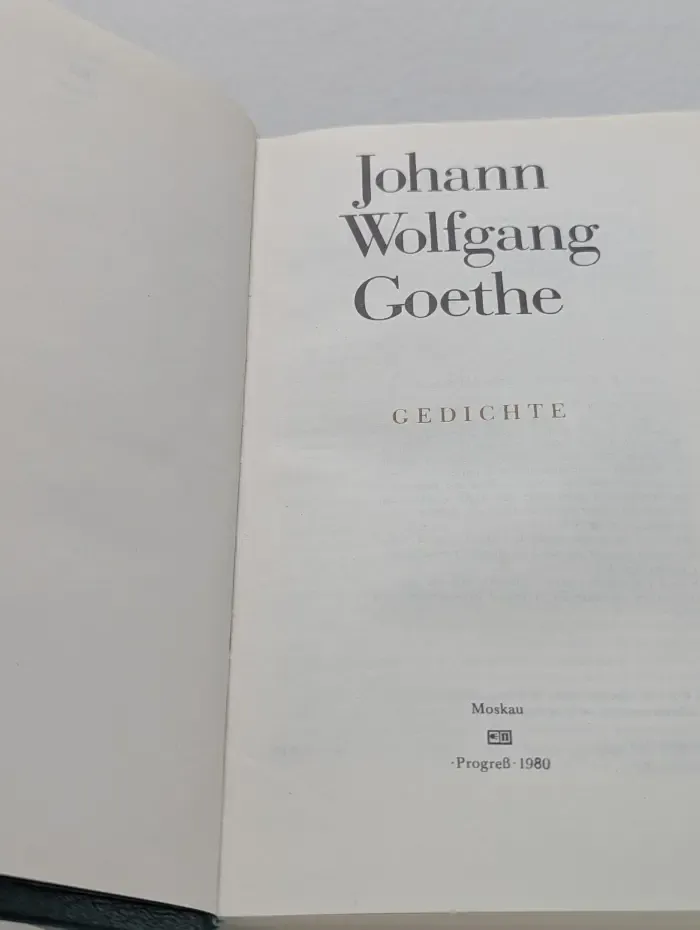 Johann
Wolfgang
Goethe
GEDICHTE
Moskau
·Progreß·1980